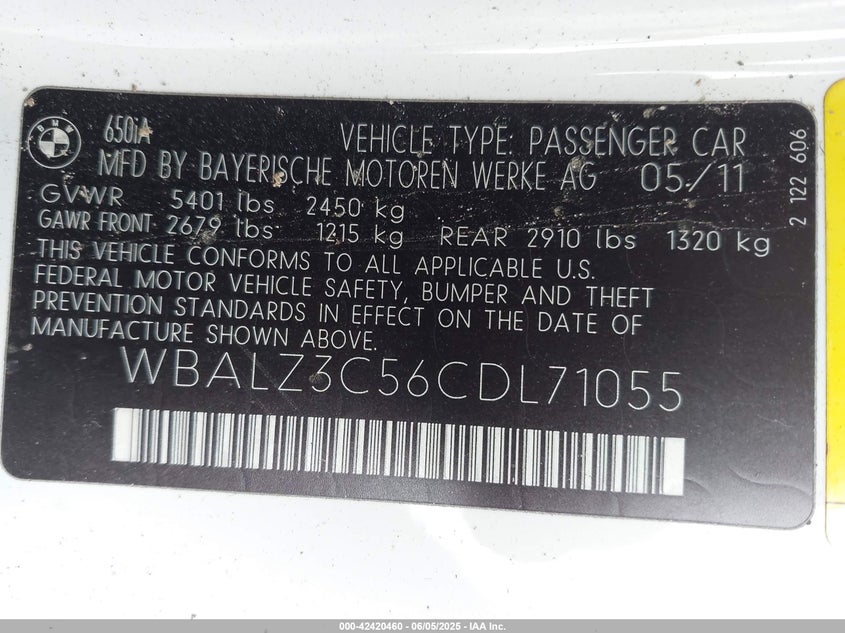 BMW
650iA
VEHICLE TYPE: PASSENGER CAR
MFD BY BAYERISCHE MOTOREN WERKE AG 05/11
GVWR 5401 lbs 2450 kg
GAWR FRONT 2679 lbs 1215 kg REAR 2910 lbs 1320 kg
THIS VEHICLE CONFORMS TO ALL APPLICABLE U.S.
FEDERAL MOTOR VEHICLE SAFETY, BUMPER AND THEFT
PREVENTION STANDARDS IN EFFECT ON THE DATE OF
MANUFACTURE SHOWN ABOVE.
WBALZ3C56CDL71055
2 122 606
000-42420460 - 06/05/2025 - IAA Inc.